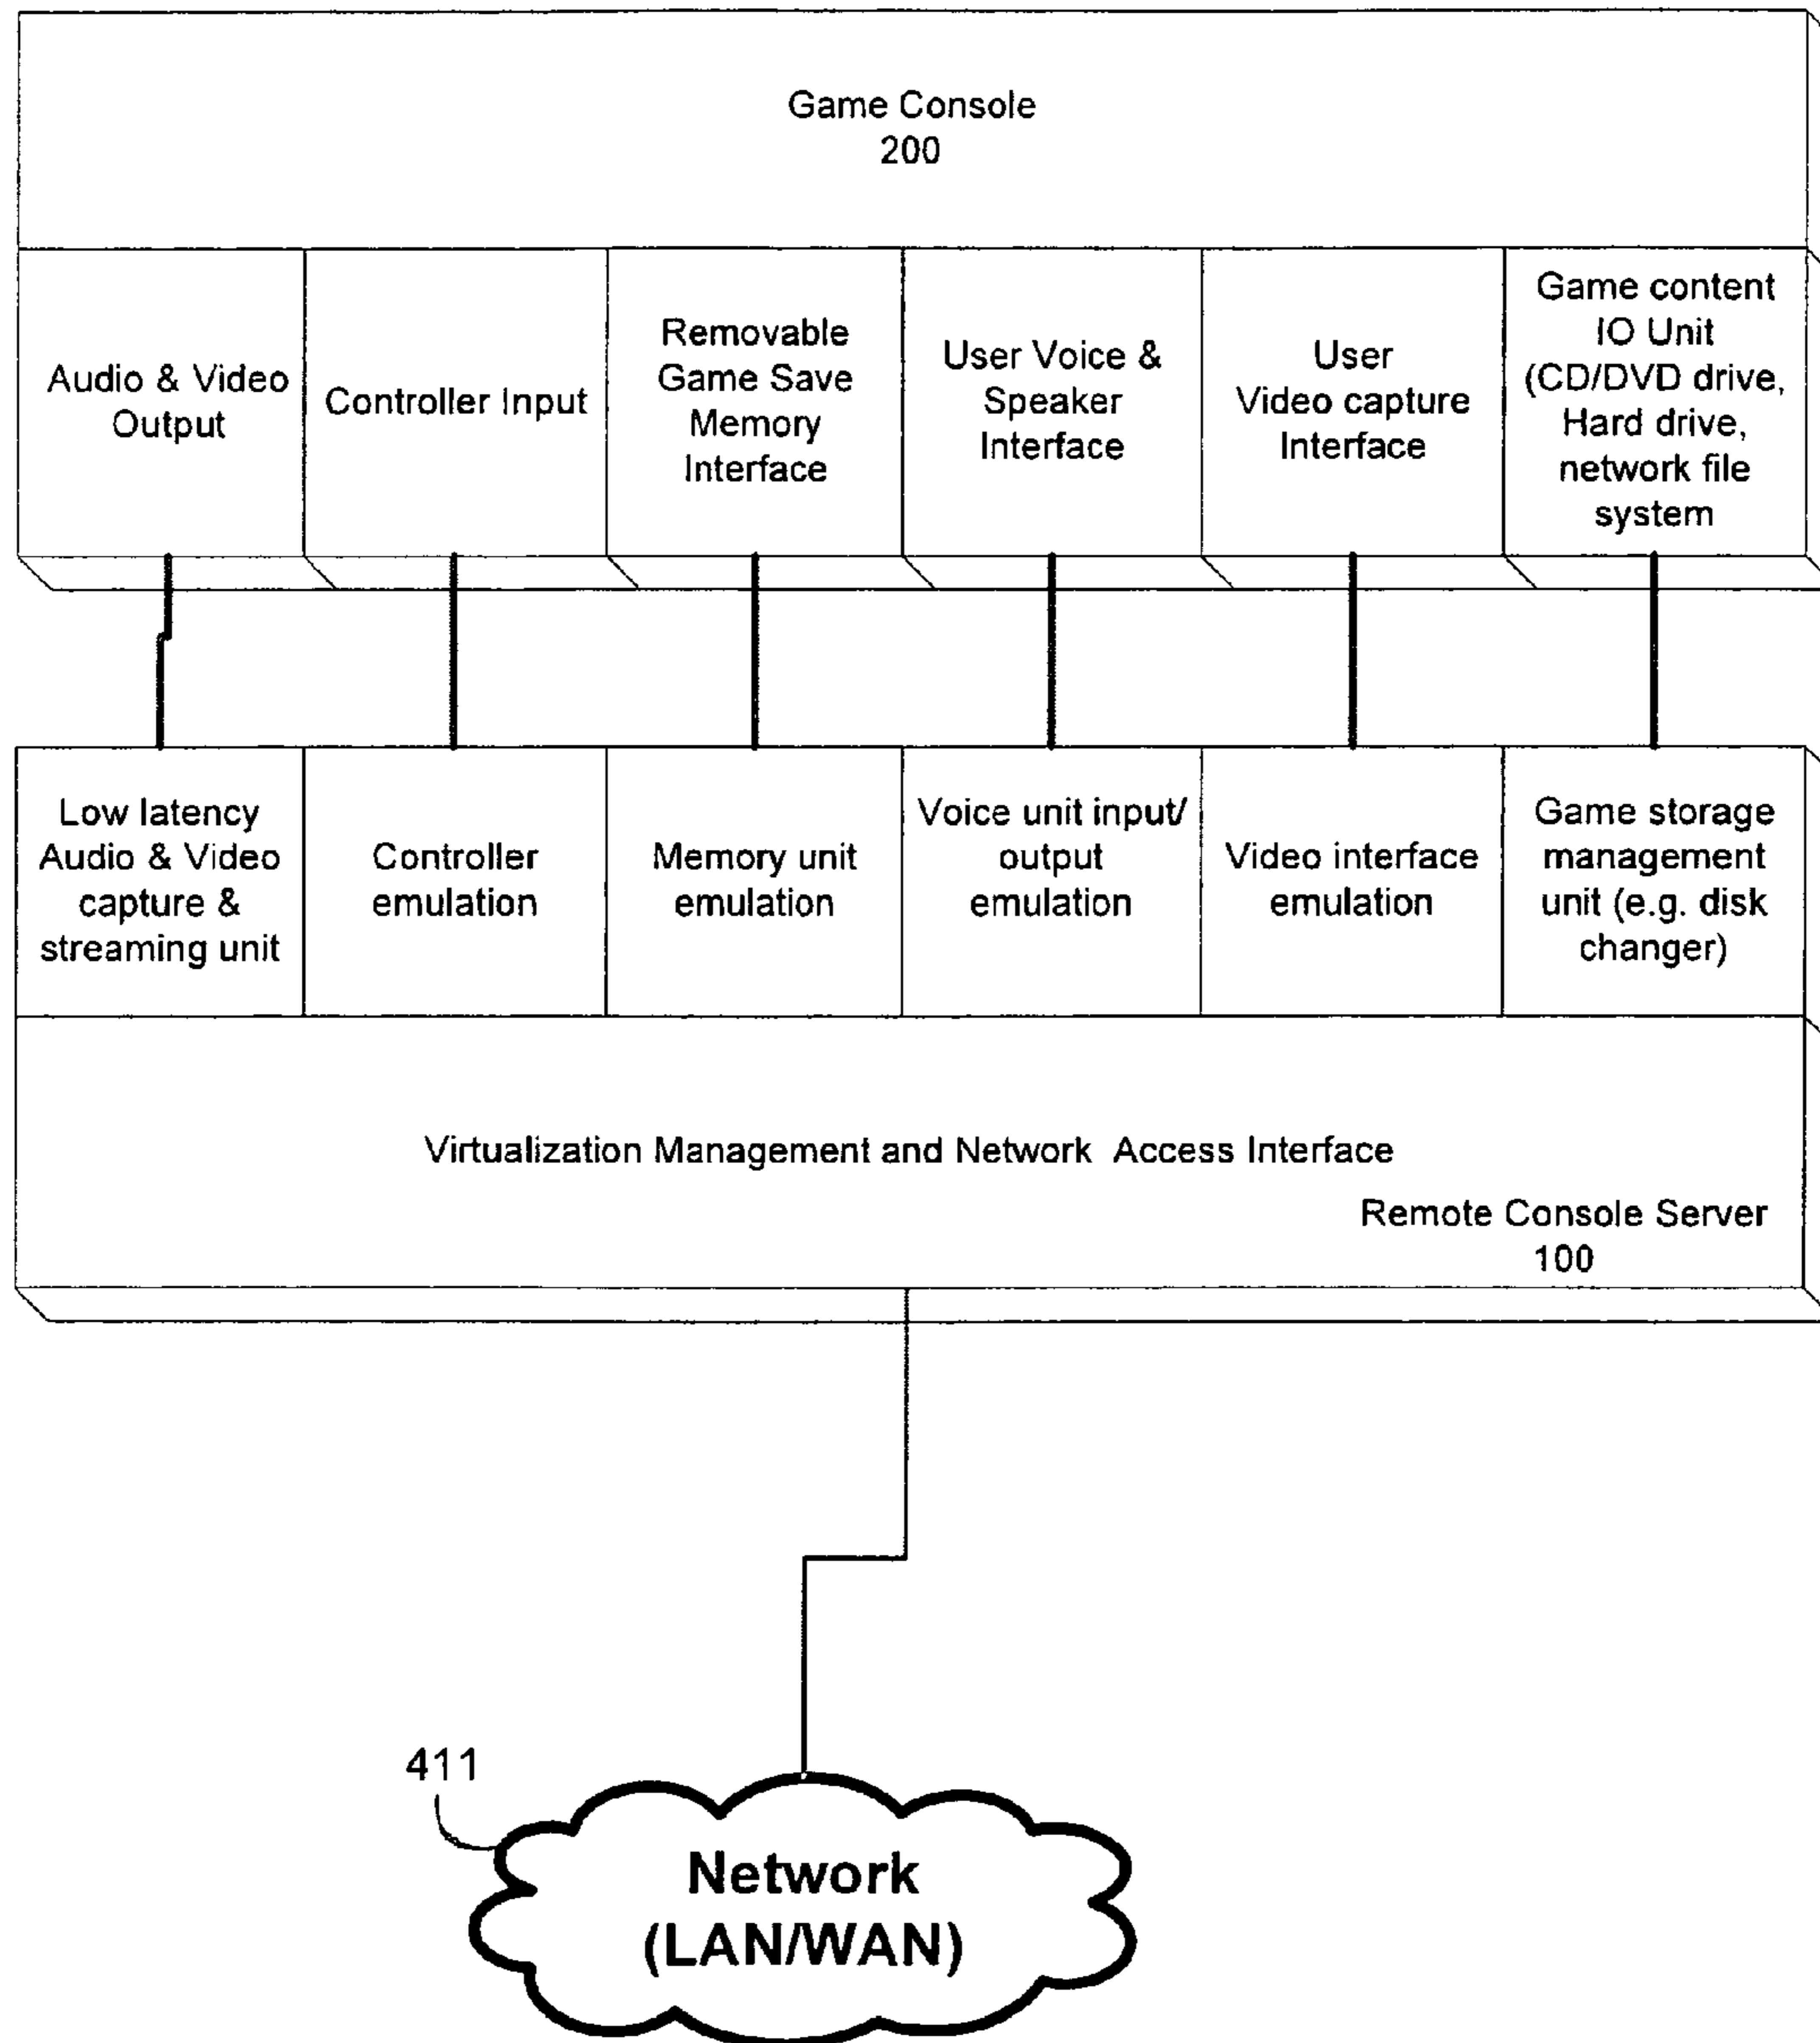 Game Console
200
Audio & Video
Output
Controller Input
Removable
Game Save
Memory
Interface
User Voice &
Speaker
Interface
User
Video capture
Interface
Game content
IO Unit
(CD/DVD drive,
Hard drive,
network file
system
Low latency
Audio & Video
capture &
streaming unit
Controller
emulation
Memory unit
emulation
Voice unit input/
output
emulation
Video interface
emulation
Game storage
management
unit (e.g. disk
changer)
Virtualization Management and Network Access Interface
Remote Console Server
100
411
Network
(LAN/WAN)